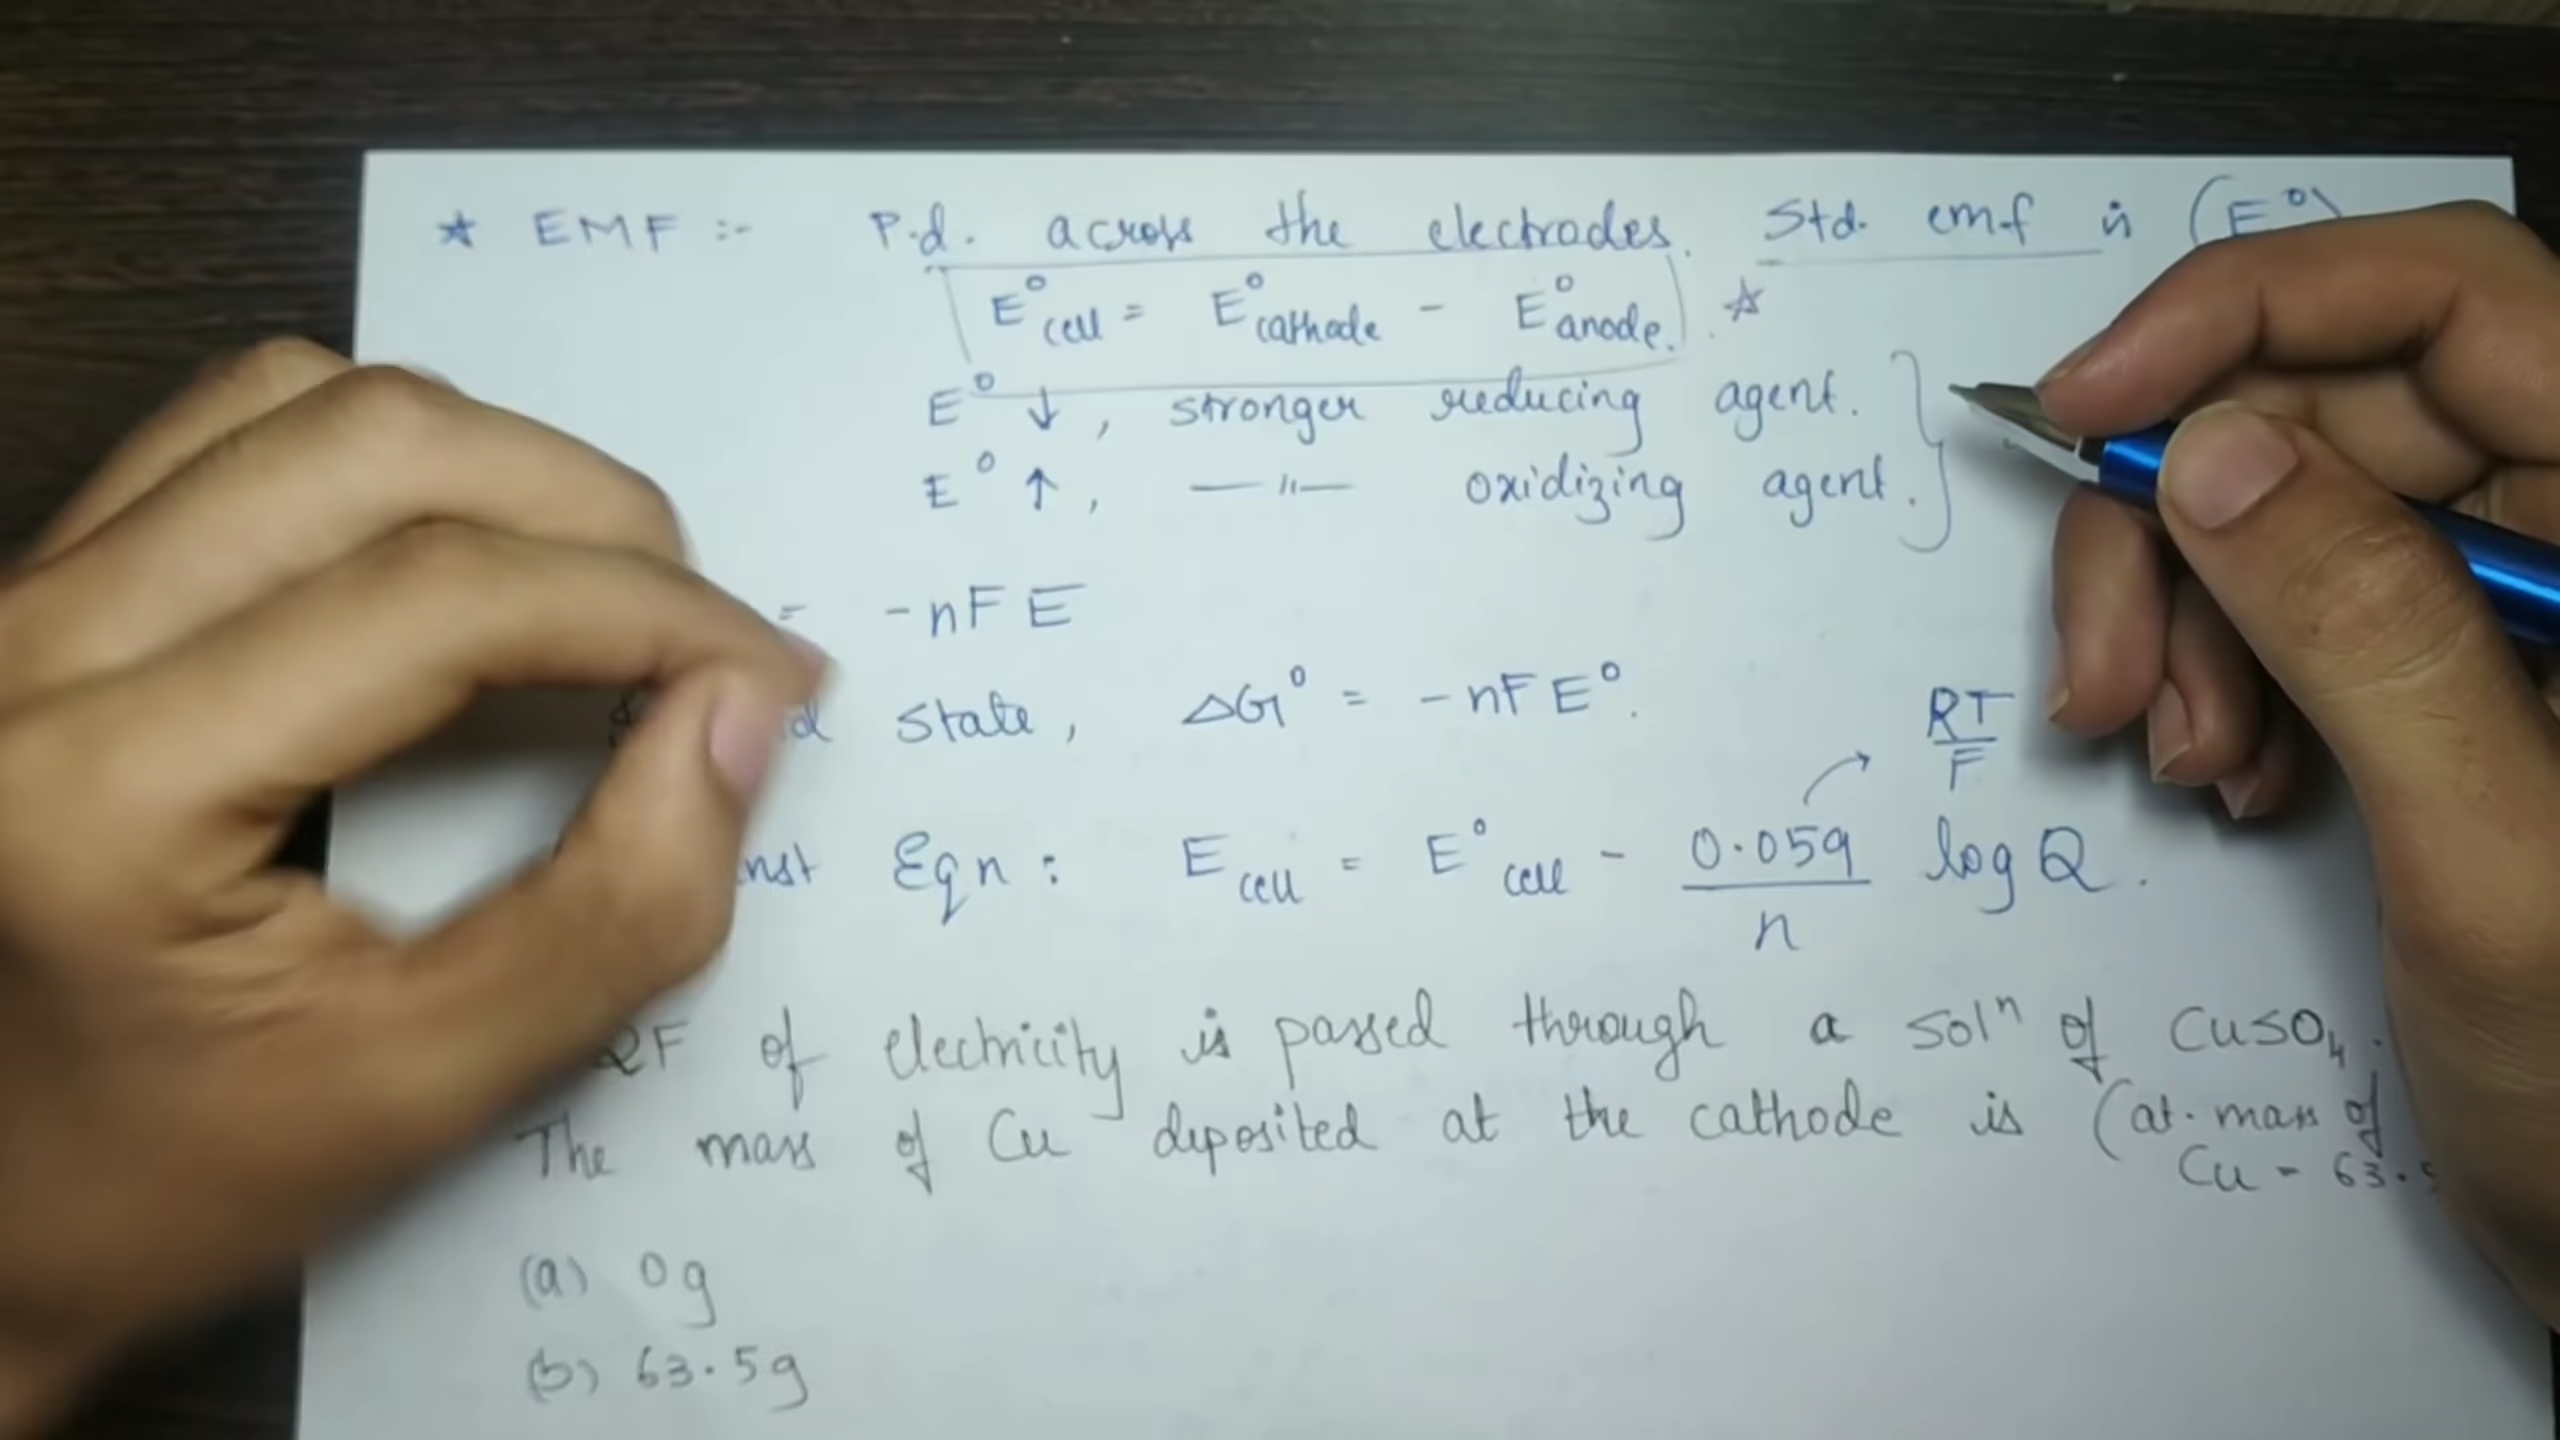 ★ EMF :- P.d. across the electrodes. Std. emf is (E°)
E°cell = E°cathode - E°anode. ☆
E° ↓, stronger reducing agent.
E° ↑, —〃— oxidizing agent.
= -nFE
State, ΔG° = -nFE°.
RT/F
Eqn: Ecell = E°cell - 0.059/n log Q.
2F of electricity is passed through a solⁿ of CuSO₄.
The mass of Cu deposited at the cathode is (at. mass of
Cu - 63.5
(a) 0g
(b) 63.5g